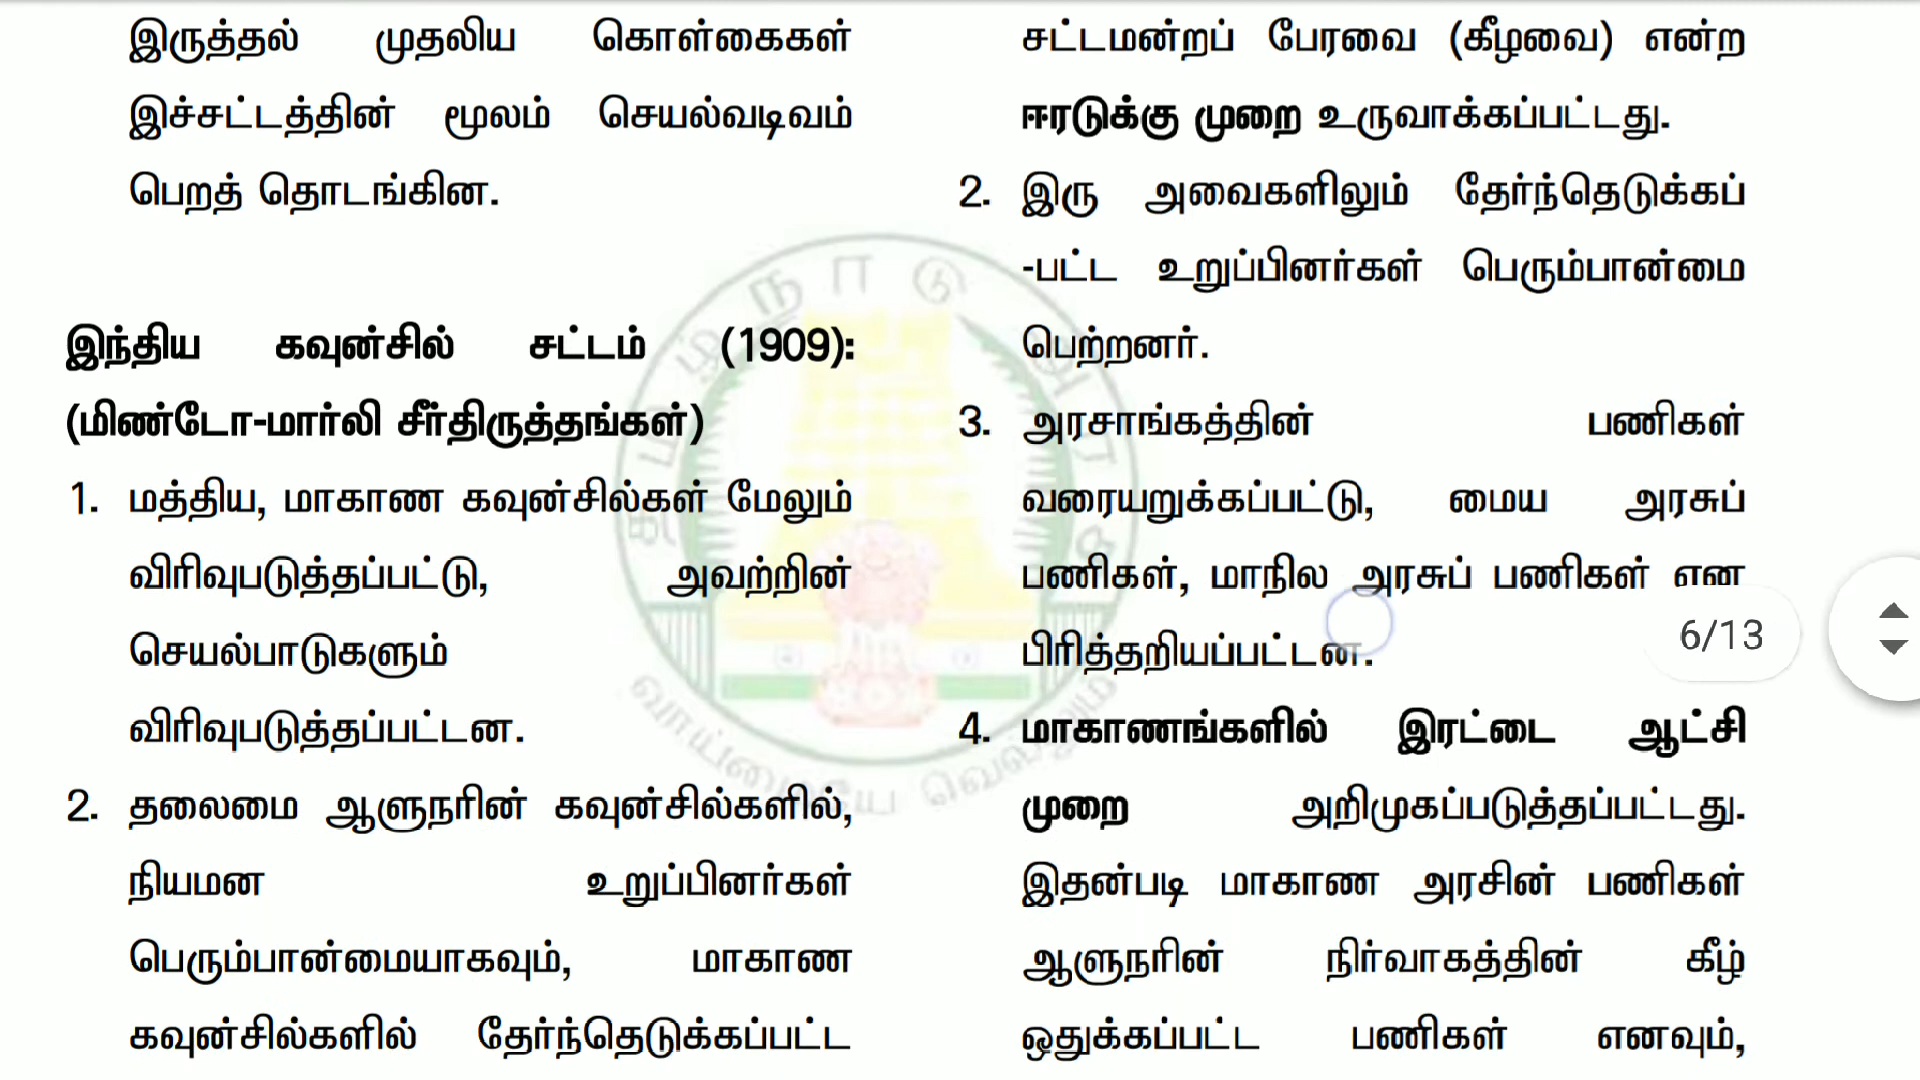 இருத்தல் முதலிய கொள்கைகள்
இச்சட்டத்தின் மூலம் செயல்வடிவம்
பெறத் தொடங்கின.
இந்திய கவுன்சில் சட்டம் (1909):
(மிண்டோ-மார்லி சீர்திருத்தங்கள்)
1. மத்திய, மாகாண கவுன்சில்கள் மேலும்
விரிவுபடுத்தப்பட்டு, அவற்றின்
செயல்பாடுகளும்
விரிவுபடுத்தப்பட்டன.
2. தலைமை ஆளுநரின் கவுன்சில்களில்,
நியமன உறுப்பினர்கள்
பெரும்பான்மையாகவும், மாகாண
கவுன்சில்களில் தேர்ந்தெடுக்கப்பட்ட
சட்டமன்றப் பேரவை (கீழவை) என்ற
ஈரடுக்கு முறை உருவாக்கப்பட்டது.
2. இரு அவைகளிலும் தேர்ந்தெடுக்கப்
-பட்ட உறுப்பினர்கள் பெரும்பான்மை
பெற்றனர்.
3. அரசாங்கத்தின் பணிகள்
வரையறுக்கப்பட்டு, மைய அரசுப்
பணிகள், மாநில அரசுப் பணிகள் என
பிரித்தறியப்பட்டன.
4. மாகாணங்களில் இரட்டை ஆட்சி
முறை அறிமுகப்படுத்தப்பட்டது.
இதன்படி மாகாண அரசின் பணிகள்
ஆளுநரின் நிர்வாகத்தின் கீழ்
ஒதுக்கப்பட்ட பணிகள் எனவும்,
தமிழ்நாடு அரசு
வாய்மையே வெல்லும்
6/13